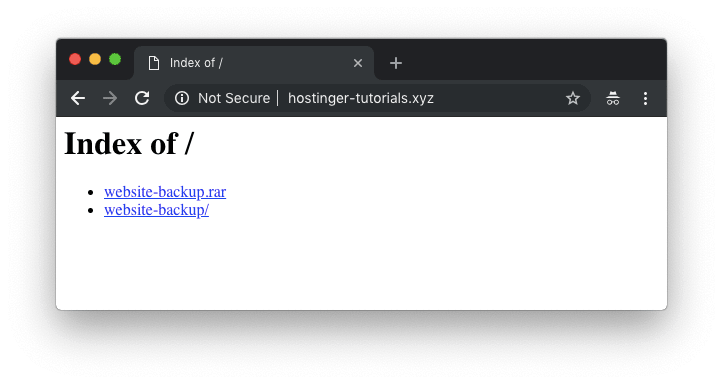 Index of /
Not Secure | hostinger-tutorials.xyz
Index of /
website-backup.rar
website-backup/